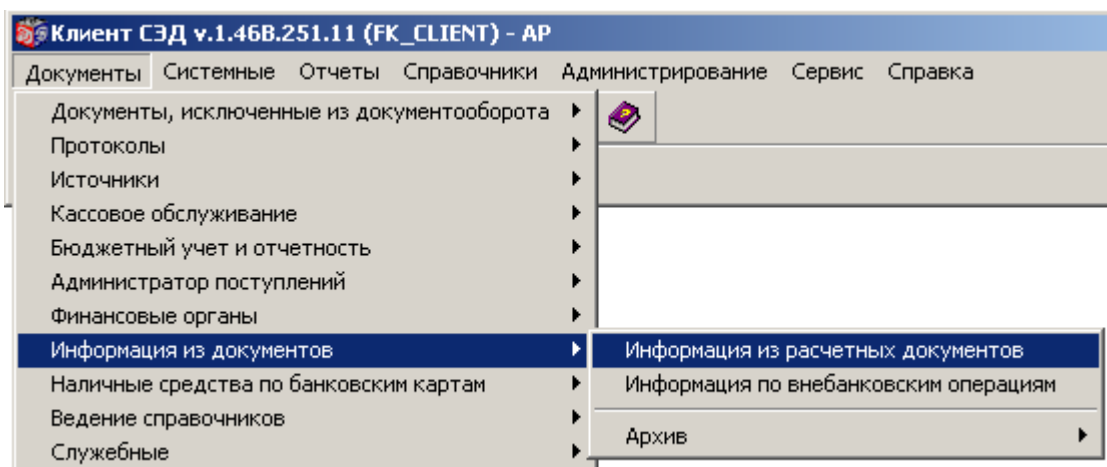 Клиент СЭД v.1.46B.251.11 (FK_CLIENT) - AP
Документы Системные Отчеты Справочники Администрирование Сервис Справка
Документы, исключенные из документооборота
Протоколы
Источники
Кассовое обслуживание
Бюджетный учет и отчетность
Администратор поступлений
Финансовые органы
Информация из документов
Информация из расчетных документов
Наличные средства по банковским картам
Информация по внебанковским операциям
Ведение справочников
Архив
Служебные